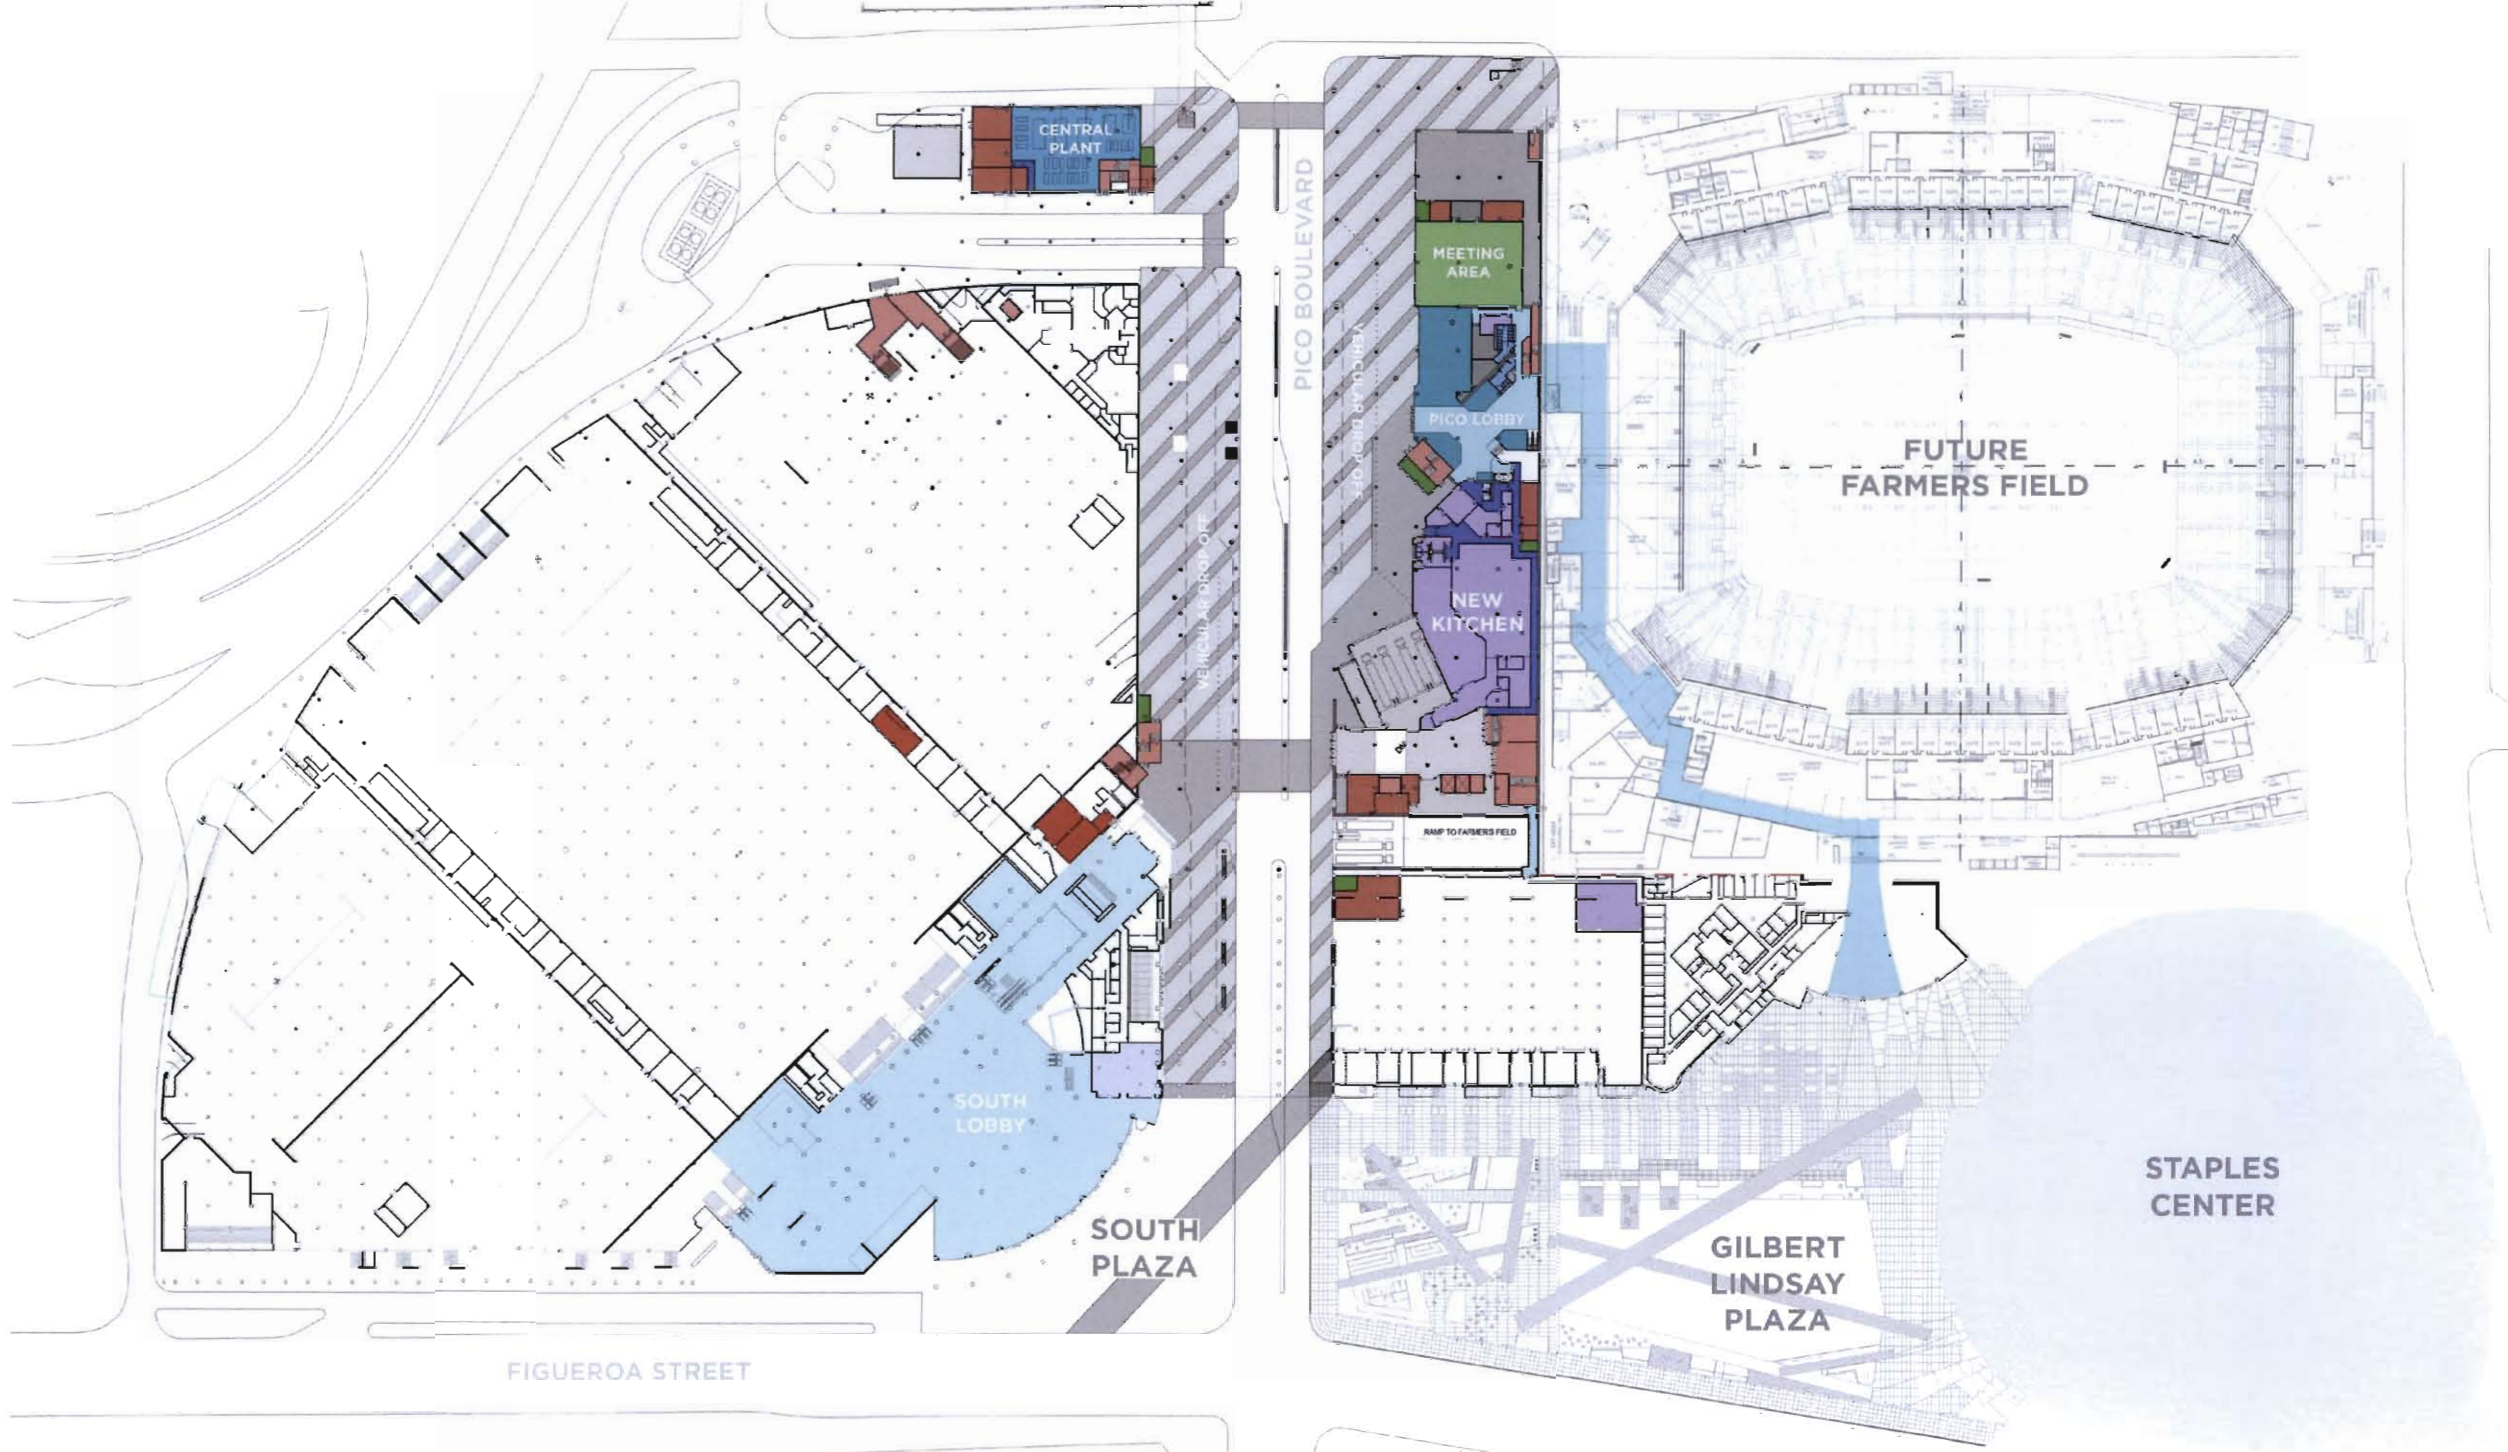 CENTRAL
PLANT
PICO BOULEVARD
MEETING
AREA
VEHICULAR DROP OFF
PICO LOBBY
FUTURE
FARMERS FIELD
VEHICULAR DROP OFF
NEW
KITCHEN
RAMP TO FARMERS FIELD
SOUTH
LOBBY
SOUTH
PLAZA
STAPLES
CENTER
GILBERT
LINDSAY
PLAZA
FIGUEROA STREET